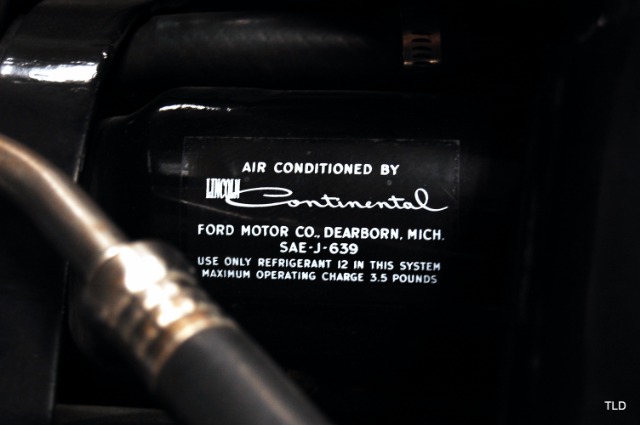 AIR CONDITIONED BY
LINCOLN Continental
FORD MOTOR CO., DEARBORN, MICH.
SAE-J-639
USE ONLY REFRIGERANT 12 IN THIS SYSTEM
MAXIMUM OPERATING CHARGE 3.5 POUNDS
TLD